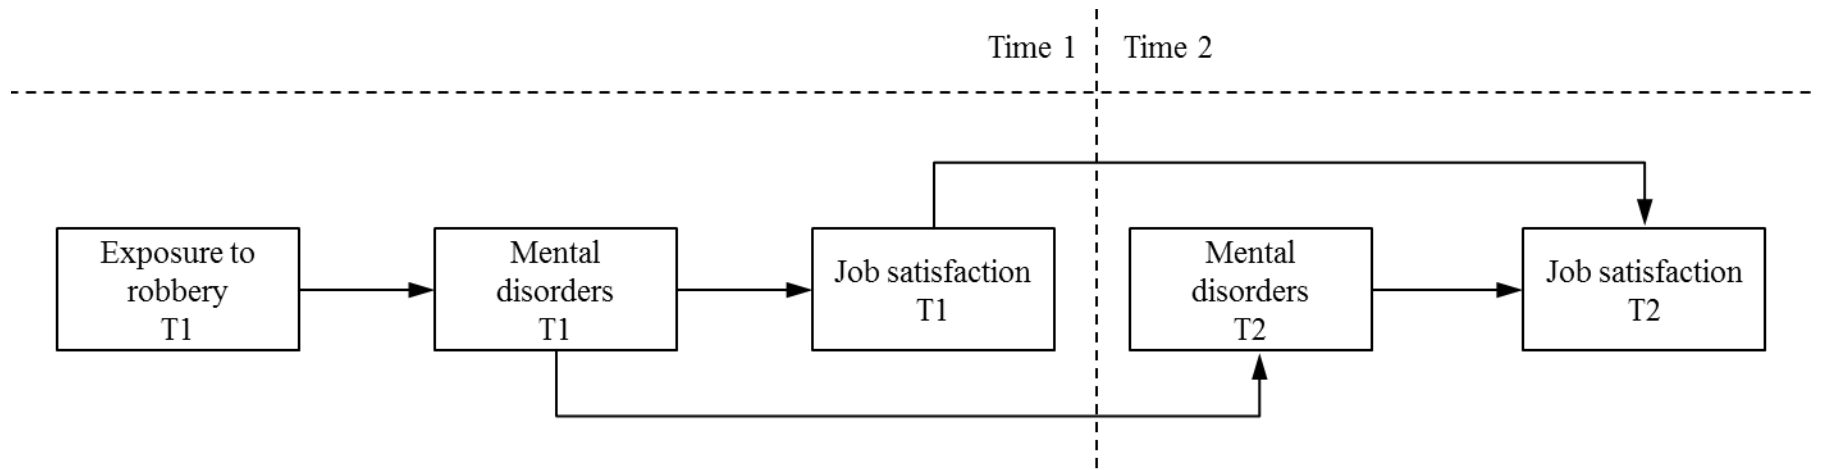 Time 1
Time 2
Exposure to
robbery
T1
Mental
disorders
T1
Job satisfaction
T1
Mental
disorders
T2
Job satisfaction
T2